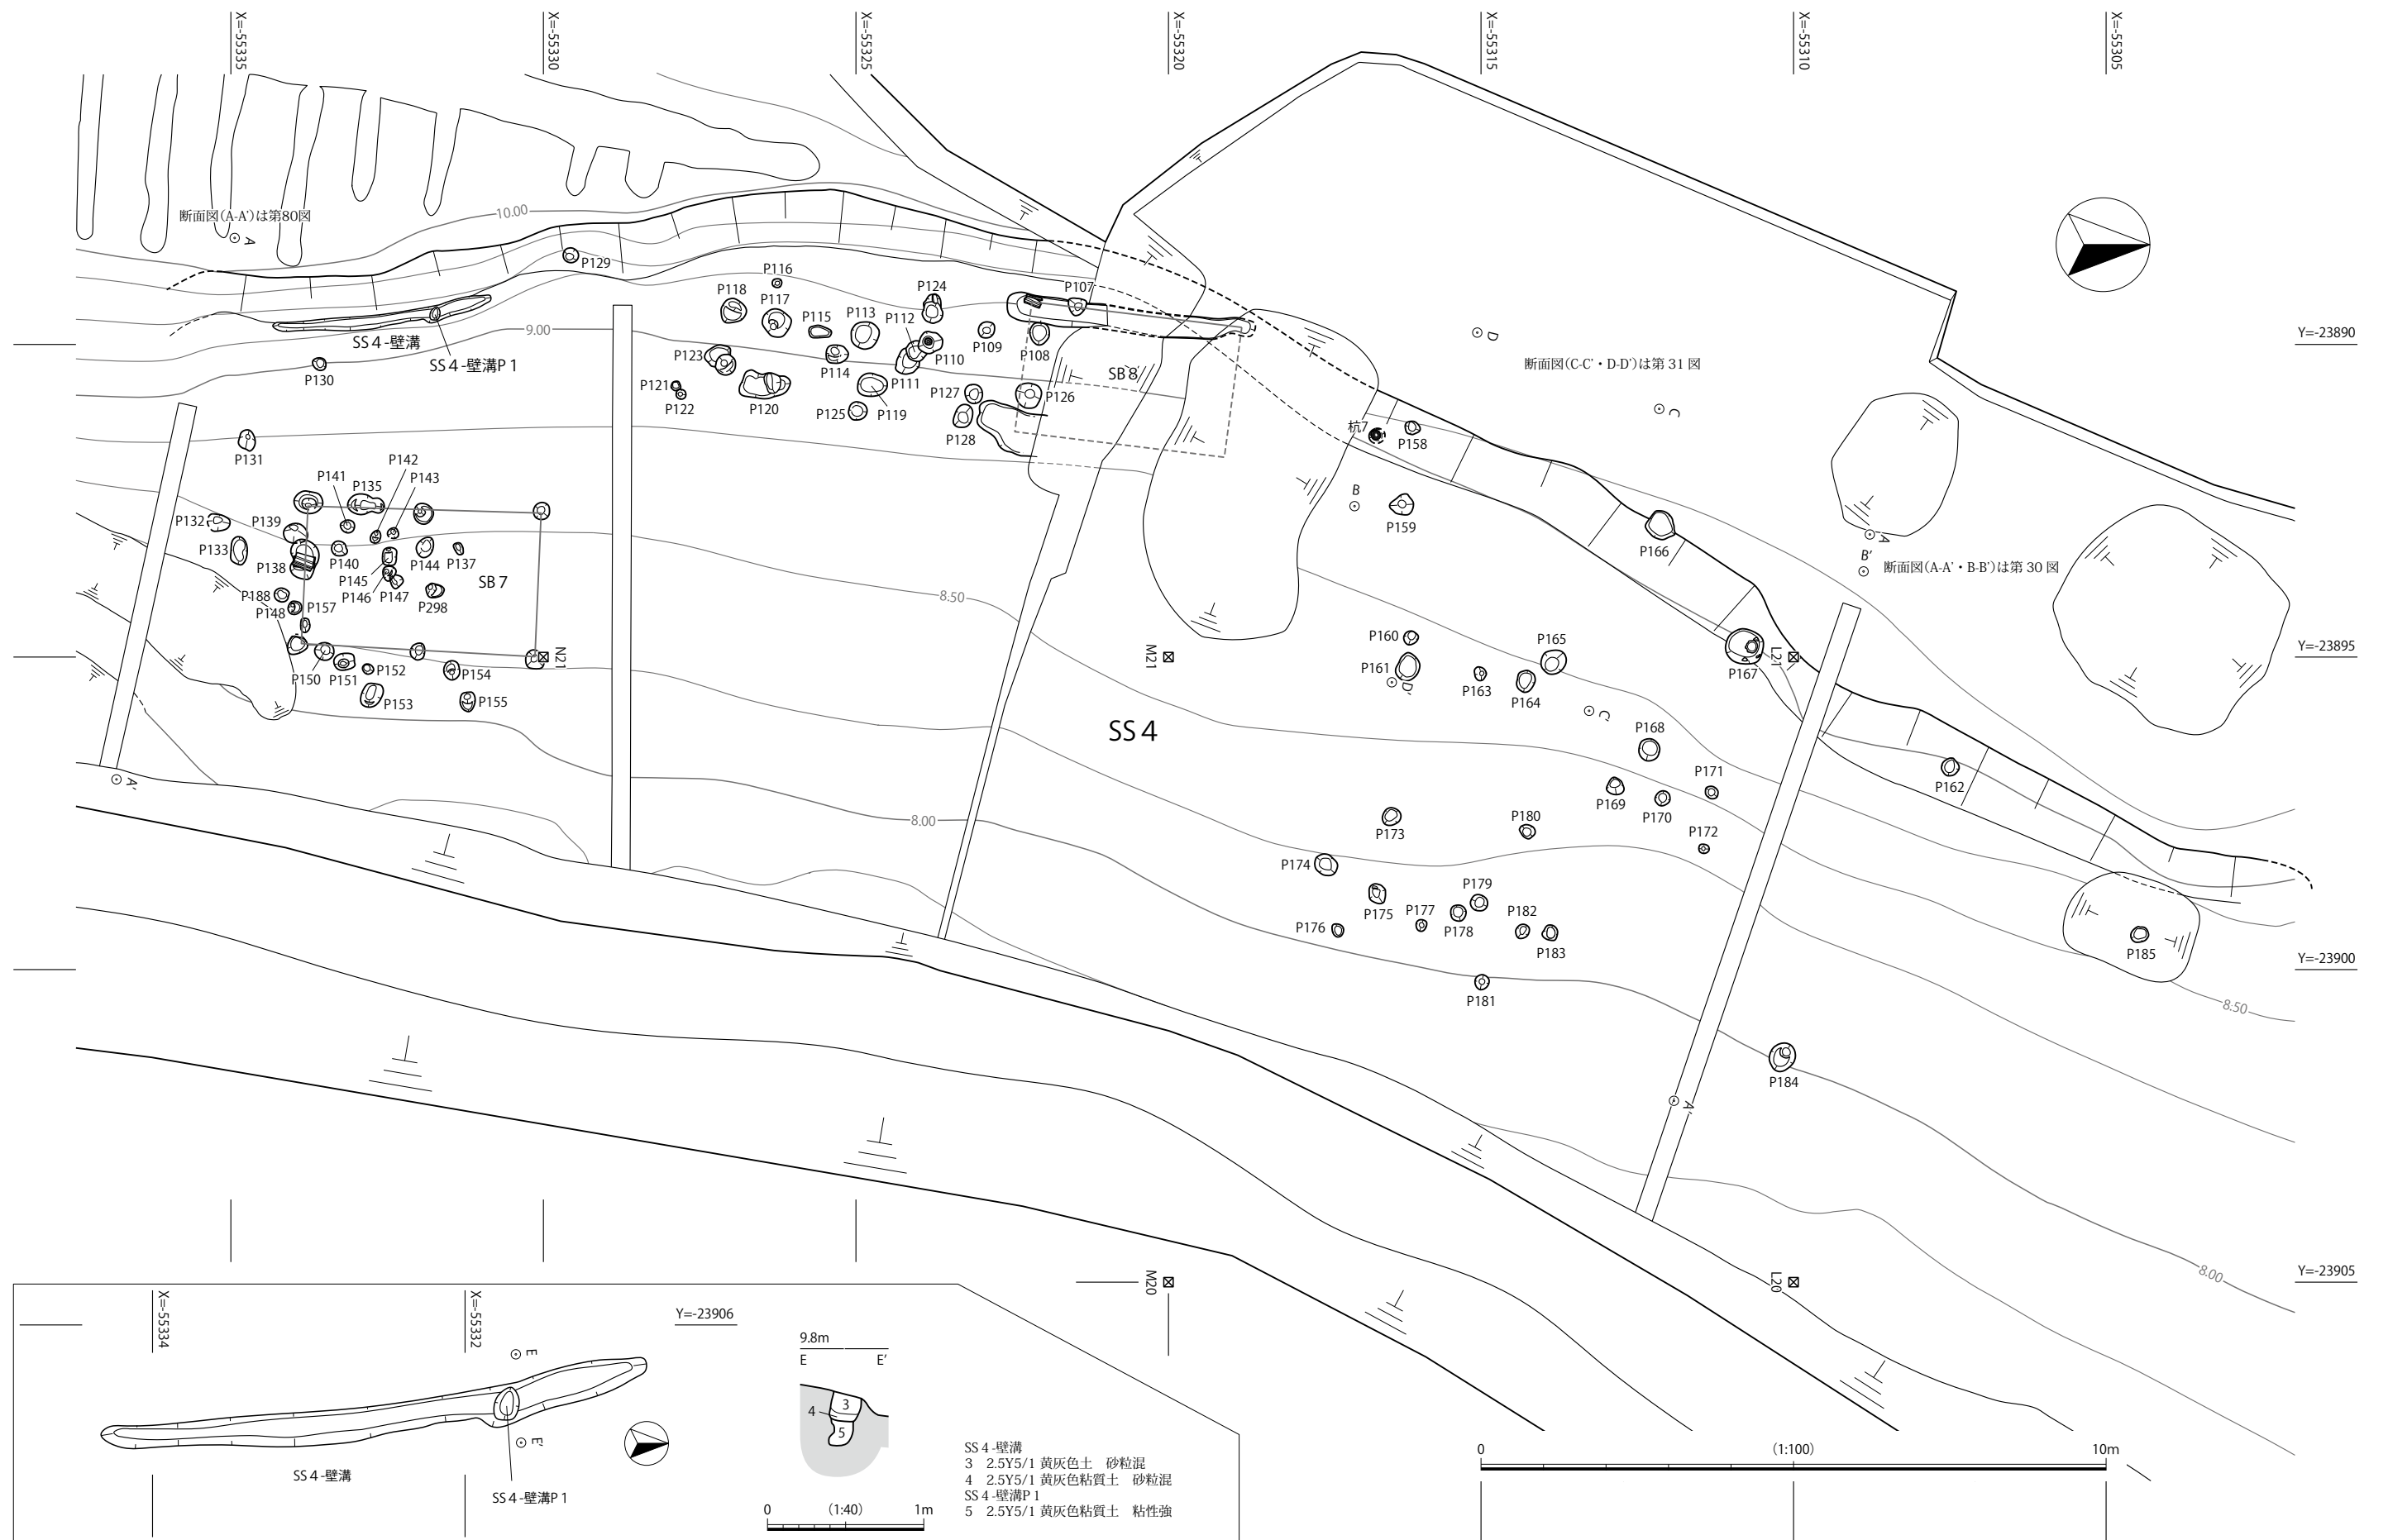 X=-55335
X=-55330
X=-55325
X=-55320
X=-55315
X=-55310
X=-55305
断面図(A-A')は第80図
A
10.00
P129
P116
P118
P117
P124
P107
P115
P113
P112
9.00
P109
P108
P110
Y=-23890
D
断面図(C-C'・D-D')は第 31 図
SS 4 -壁溝
SS 4 -壁溝P 1
P130
P123
P114
P111
SB 8
P121
P122
P120
P125
P119
P127
P126
P128
C
杭7
P158
P131
P142
P141
P135
P143
B
P159
P132
P139
P133
P138
P140
P144
P137
P145
P146
P147
SB 7
P298
P188
P148
P157
8.50
P166
A
B'
断面図(A-A'・B-B')は第 30 図
P150
P151
P152
P153
P154
P155
N21
M21
P160
P161
D'
P163
P164
P165
P167
L21
Y=-23895
C'
SS 4
P168
P171
P162
A'
P169
P170
P172
P173
P180
8.00
P174
P175
P179
P176
P177
P178
P182
P183
P185
Y=-23900
P181
8.50
P184
A'
M20
L20
8.00
Y=-23905
X=-55334
X=-55332
Y=-23906
E
E'
SS 4 -壁溝
SS 4 -壁溝P 1
9.8m
E E'
3
4
5
0 (1:40) 1m
SS 4 -壁溝
3 2.5Y5/1 黄灰色土 砂粒混
4 2.5Y5/1 黄灰色粘質土 砂粒混
SS 4 -壁溝P 1
5 2.5Y5/1 黄灰色粘質土 粘性強
0 (1:100) 10m